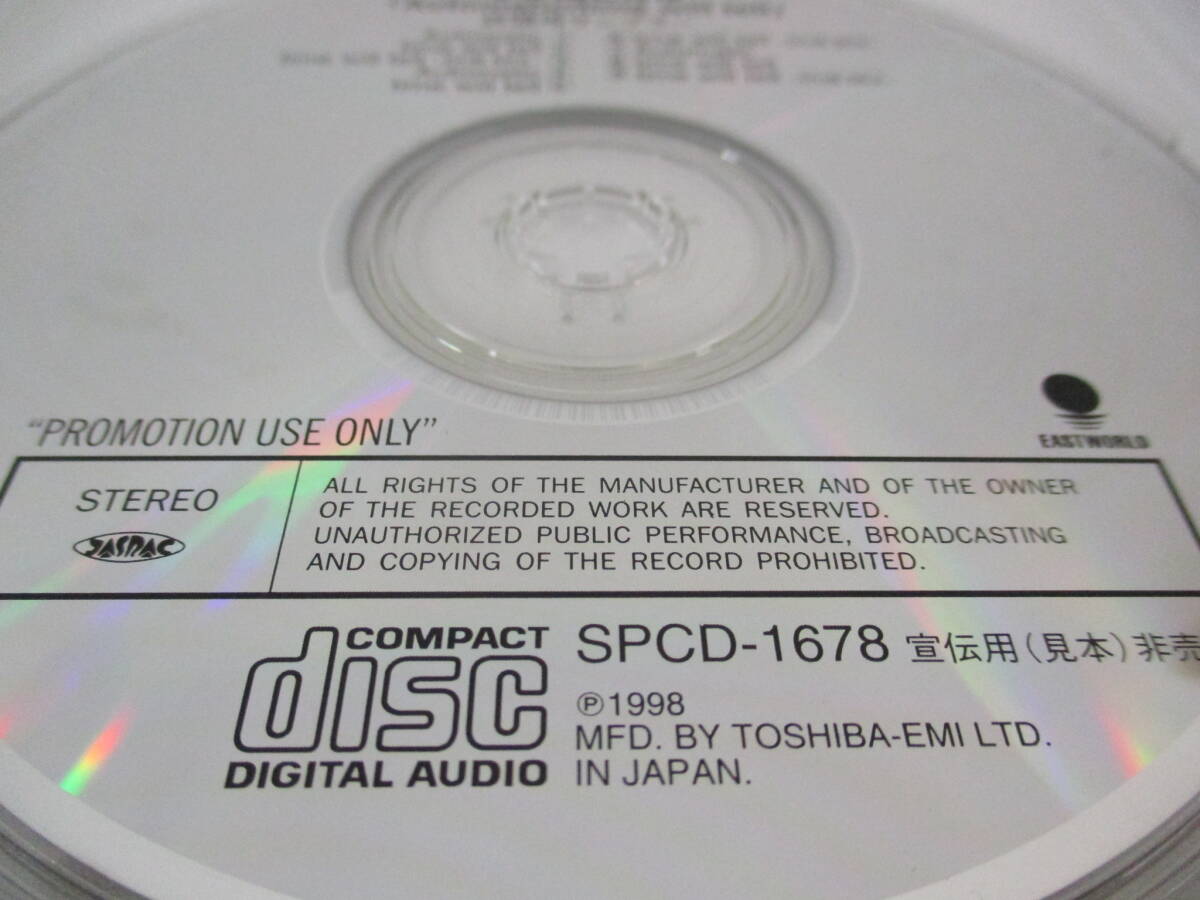 “PROMOTION USE ONLY”
EASTWORLD
STEREO
JASRAC
ALL RIGHTS OF THE MANUFACTURER AND OF THE OWNER
OF THE RECORDED WORK ARE RESERVED.
UNAUTHORIZED PUBLIC PERFORMANCE, BROADCASTING
AND COPYING OF THE RECORD PROHIBITED.
COMPACT
disc
DIGITAL AUDIO
SPCD-1678 宣伝用(見本)非売
℗1998
MFD. BY TOSHIBA-EMI LTD.
IN JAPAN.